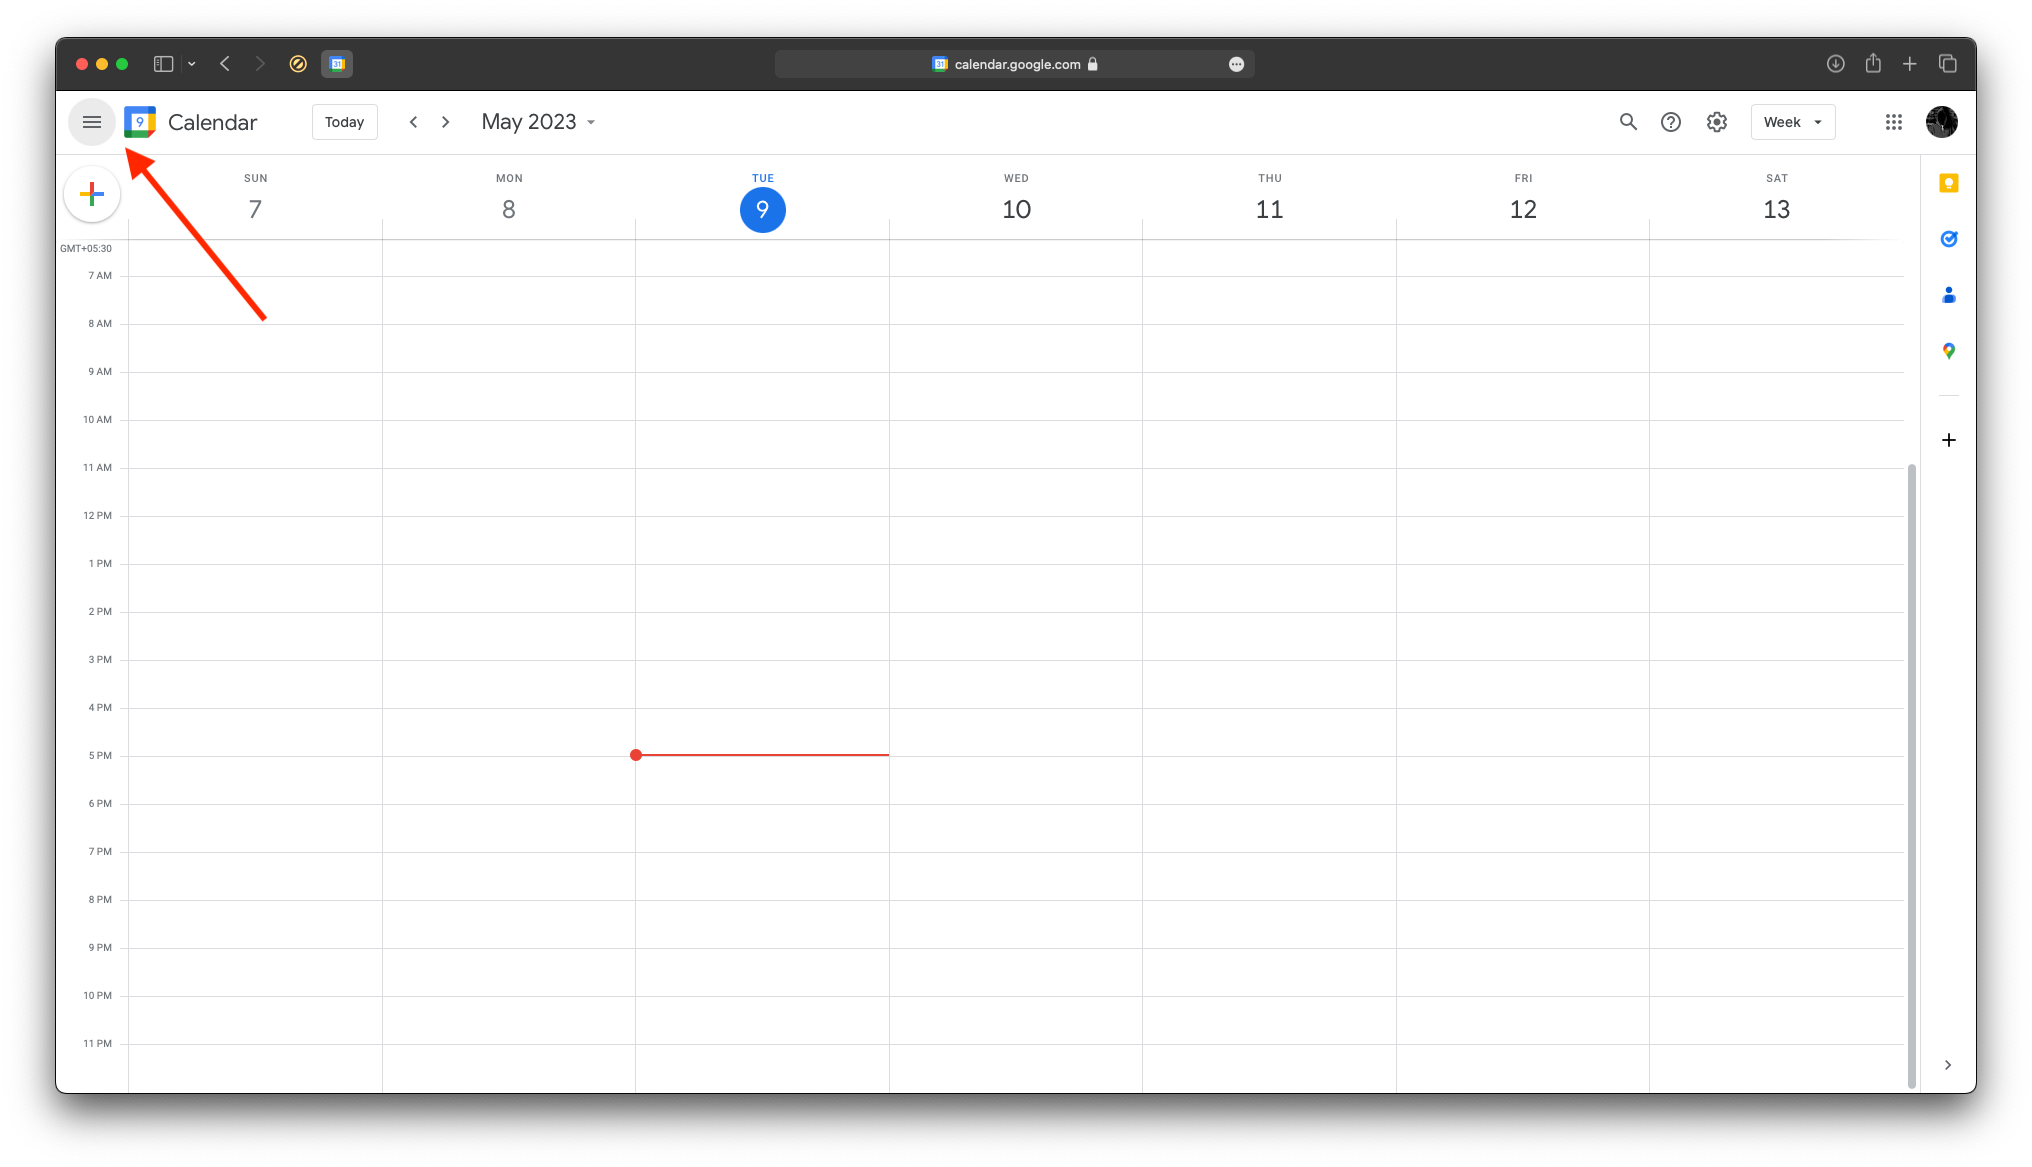 calendar.google.com
9 Calendar Today May 2023 Week
SUN MON TUE WED THU FRI SAT
7 8 9 10 11 12 13
GMT+05:30
7 AM
8 AM
9 AM
10 AM
11 AM
12 PM
1 PM
2 PM
3 PM
4 PM
5 PM
6 PM
7 PM
8 PM
9 PM
10 PM
11 PM